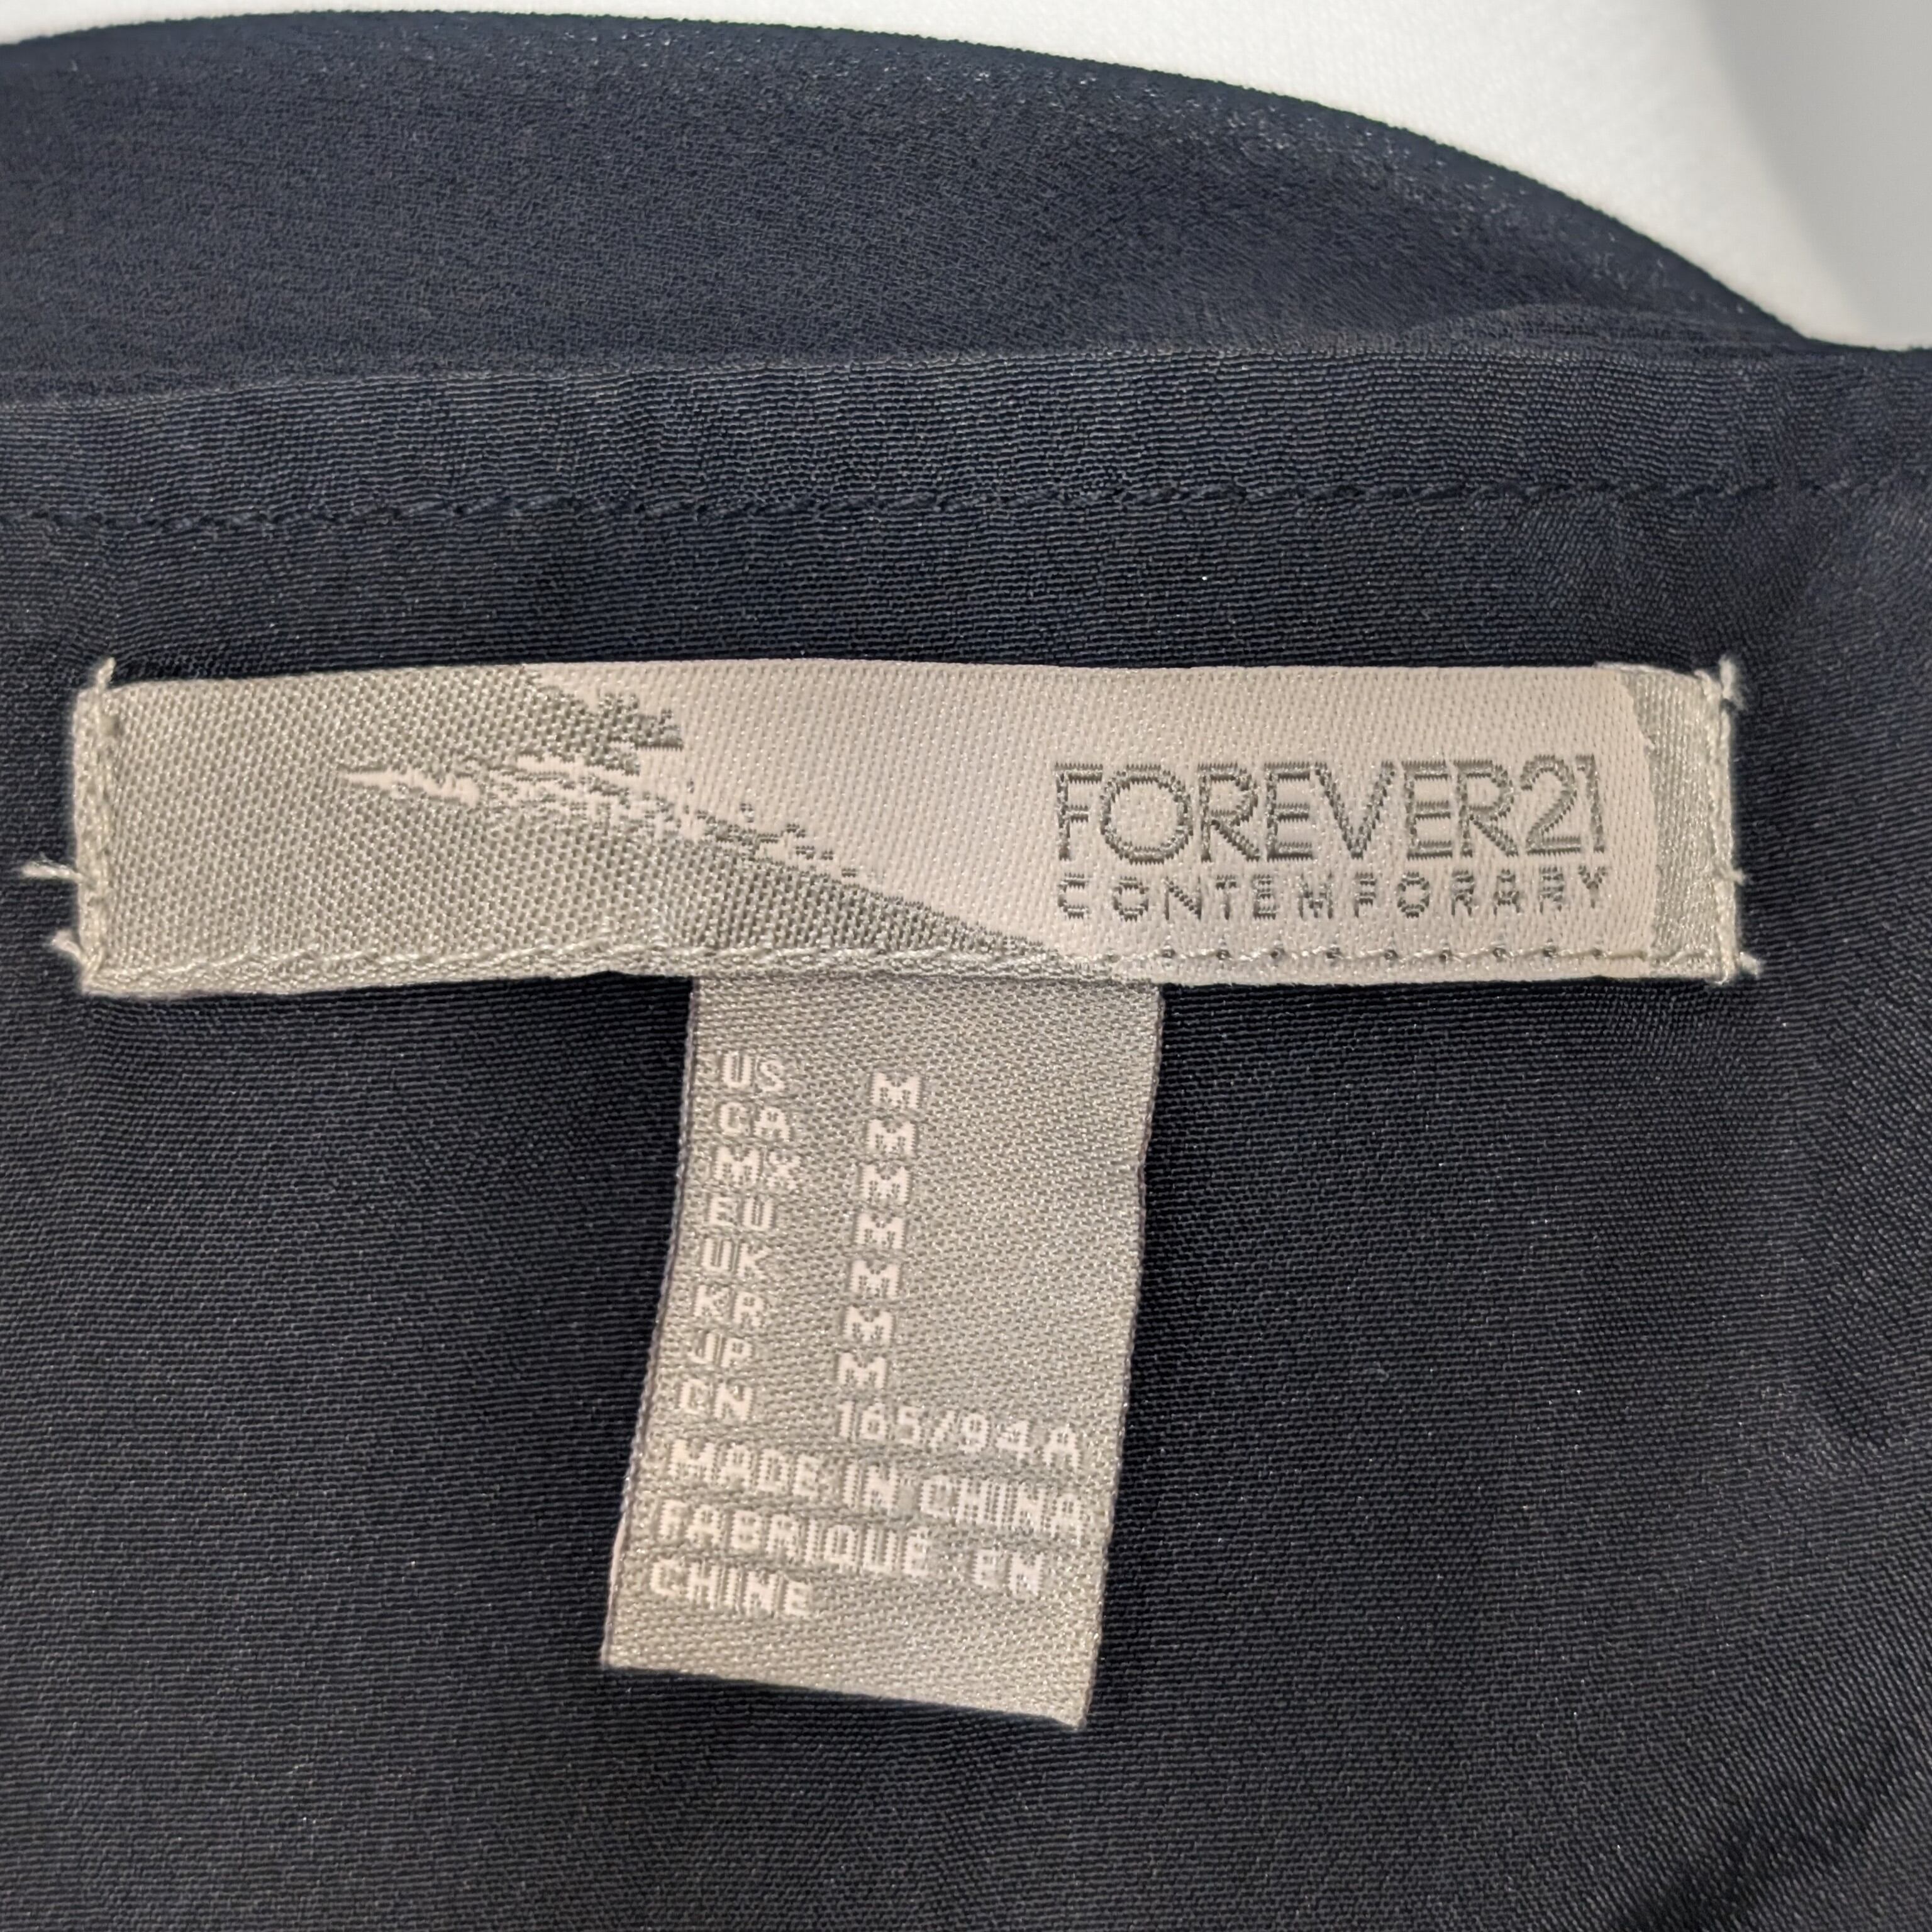 FOREVER21
CONTEMPORARY
US M
CA M
MX M
EU M
UK M
KR M
JP M
CN 165/94A
MADE IN CHINA
FABRIQUÉ EN
CHINE